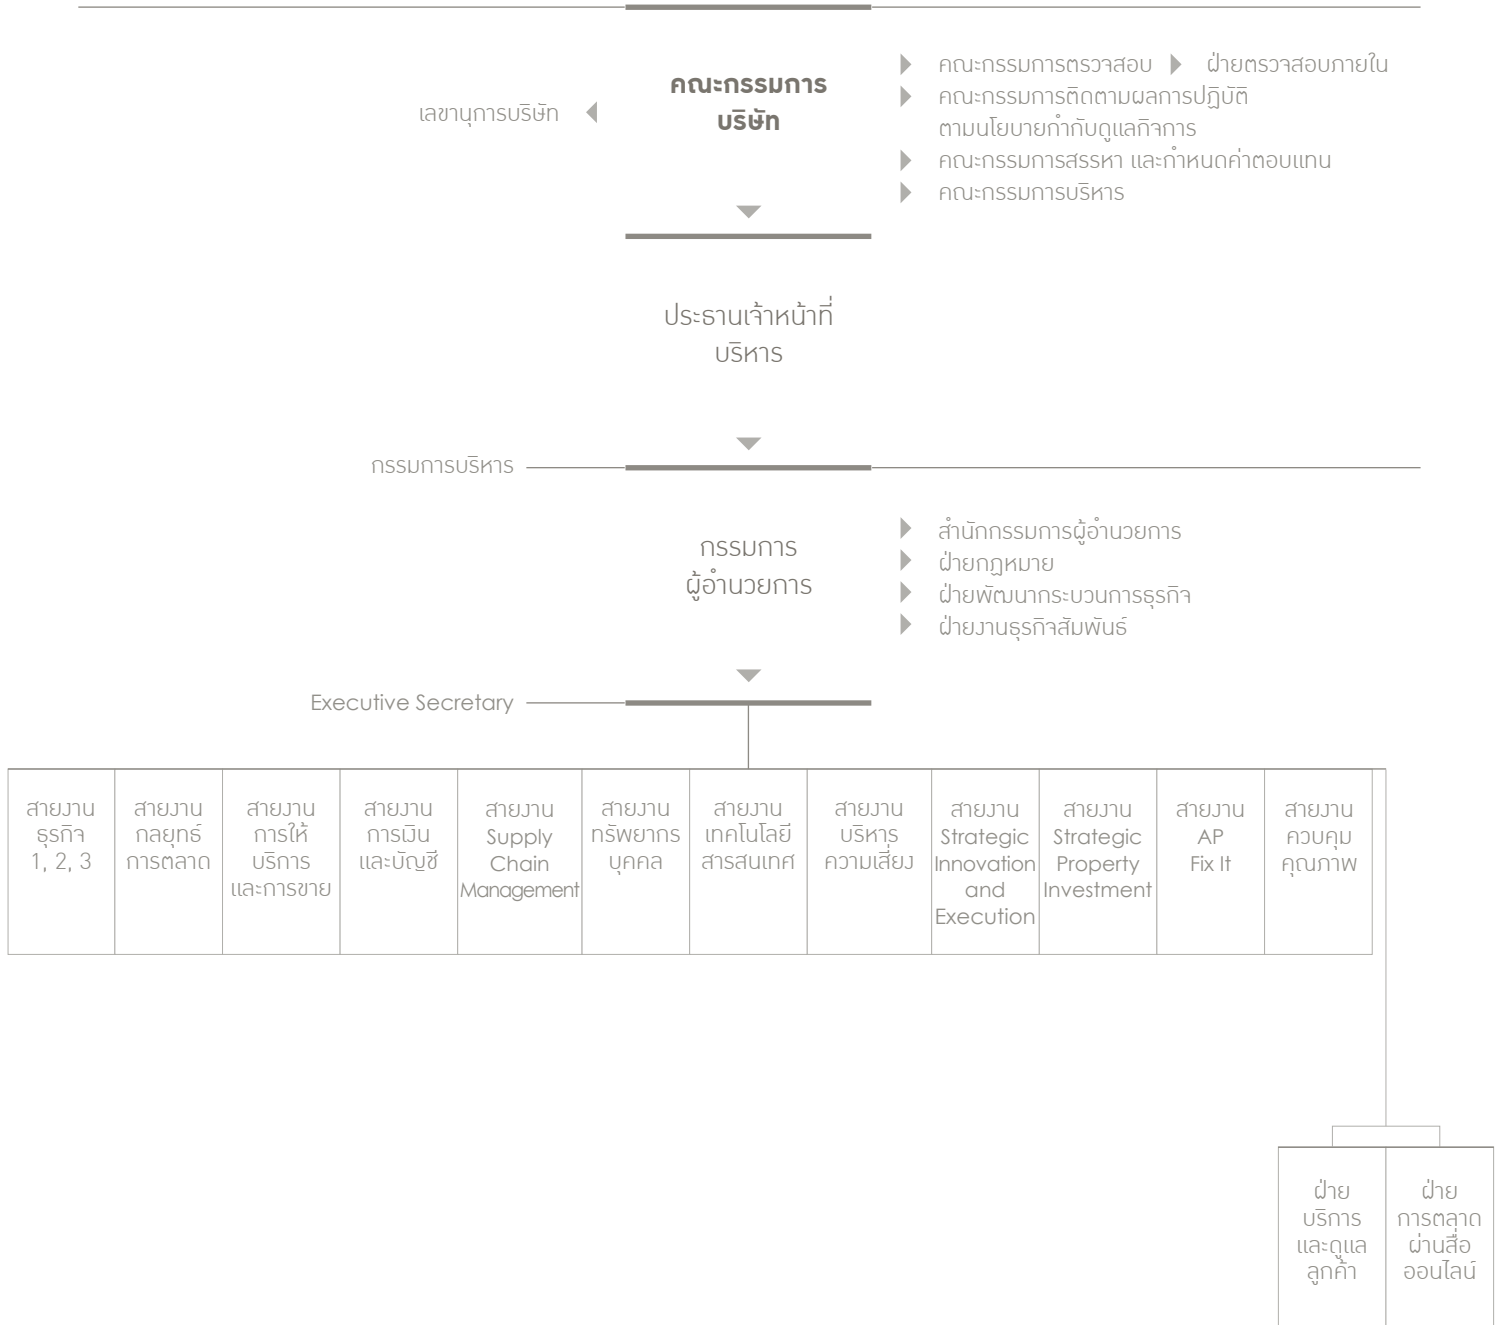 คณะกรรมการ
บริษัท
เลขานุการบริษัท
คณะกรรมการตรวจสอบ ฝ่ายตรวจสอบภายใน
คณะกรรมการติดตามผลการปฏิบัติ
ตามนโยบายกำกับดูแลกิจการ
คณะกรรมการสรรหา และกำหนดค่าตอบแทน
คณะกรรมการบริหาร
ประธานเจ้าหน้าที่
บริหาร
กรรมการบริหาร
กรรมการ
ผู้อำนวยการ
สำนักกรรมการผู้อำนวยการ
ฝ่ายกฎหมาย
ฝ่ายพัฒนากระบวนการธุรกิจ
ฝ่ายงานธุรกิจสัมพันธ์
Executive Secretary
สายงาน
ธุรกิจ
1, 2, 3
สายงาน
กลยุทธ์
การตลาด
สายงาน
การให้
บริการ
และการขาย
สายงาน
การเงิน
และบัญชี
สายงาน
Supply
Chain
Management
สายงาน
ทรัพยากร
บุคคล
สายงาน
เทคโนโลยี
สารสนเทศ
สายงาน
บริหาร
ความเสี่ยง
สายงาน
Strategic
Innovation
and
Execution
สายงาน
Strategic
Property
Investment
สายงาน
AP
Fix It
สายงาน
ควบคุม
คุณภาพ
ฝ่าย
บริการ
และดูแล
ลูกค้า
ฝ่าย
การตลาด
ผ่านสื่อ
ออนไลน์